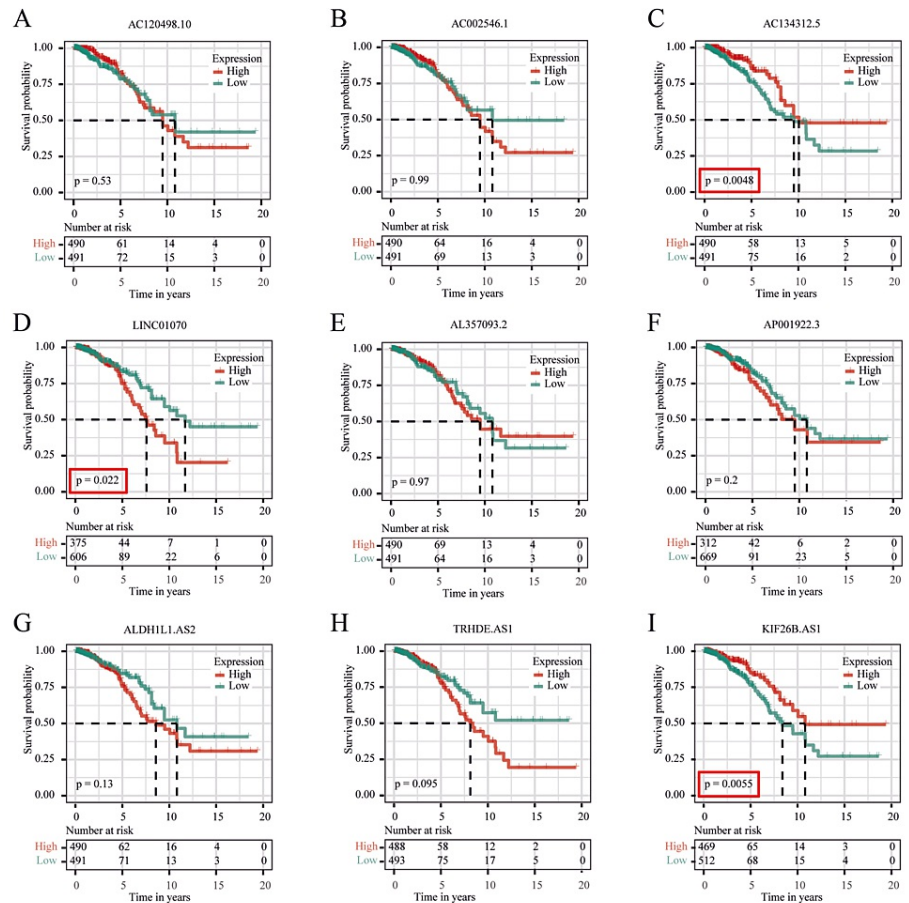 A
AC120498.10
Survival probability
1.00
0.75
0.50
0.25
0.00
Expression
High
Low
p = 0.53
0 5 10 15 20
Number at risk
High 490 61 14 4 0
Low 491 72 15 3 0
0 5 10 15 20
Time in years
B
AC002546.1
Survival probability
1.00
0.75
0.50
0.25
0.00
Expression
High
Low
p = 0.99
0 5 10 15 20
Number at risk
High 490 64 16 4 0
Low 491 69 13 3 0
0 5 10 15 20
Time in years
C
AC134312.5
Survival probability
1.00
0.75
0.50
0.25
0.00
Expression
High
Low
p = 0.0048
0 5 10 15 20
Number at risk
High 490 58 13 5 0
Low 491 75 16 2 0
0 5 10 15 20
Time in years
D
LINC01070
Survival probability
1.00
0.75
0.50
0.25
0.00
Expression
High
Low
p = 0.022
0 5 10 15 20
Number at risk
High 375 44 7 1 0
Low 606 89 22 6 0
0 5 10 15 20
Time in years
E
AL357093.2
Survival probability
1.00
0.75
0.50
0.25
0.00
Expression
High
Low
p = 0.97
0 5 10 15 20
Number at risk
High 490 69 13 4 0
Low 491 64 16 3 0
0 5 10 15 20
Time in years
F
AP001922.3
Survival probability
1.00
0.75
0.50
0.25
0.00
Expression
High
Low
p = 0.2
0 5 10 15 20
Number at risk
High 312 42 6 2 0
Low 669 91 23 5 0
0 5 10 15 20
Time in years
G
ALDH1L1.AS2
Survival probability
1.00
0.75
0.50
0.25
0.00
Expression
High
Low
p = 0.13
0 5 10 15 20
Number at risk
High 490 62 16 4 0
Low 491 71 13 3 0
0 5 10 15 20
Time in years
H
TRHDE.AS1
Survival probability
1.00
0.75
0.50
0.25
0.00
Expression
High
Low
p = 0.095
0 5 10 15 20
Number at risk
High 488 58 12 2 0
Low 493 75 17 5 0
0 5 10 15 20
Time in years
I
KIF26B.AS1
Survival probability
1.00
0.75
0.50
0.25
0.00
Expression
High
Low
p = 0.0055
0 5 10 15 20
Number at risk
High 469 65 14 3 0
Low 512 68 15 4 0
0 5 10 15 20
Time in years